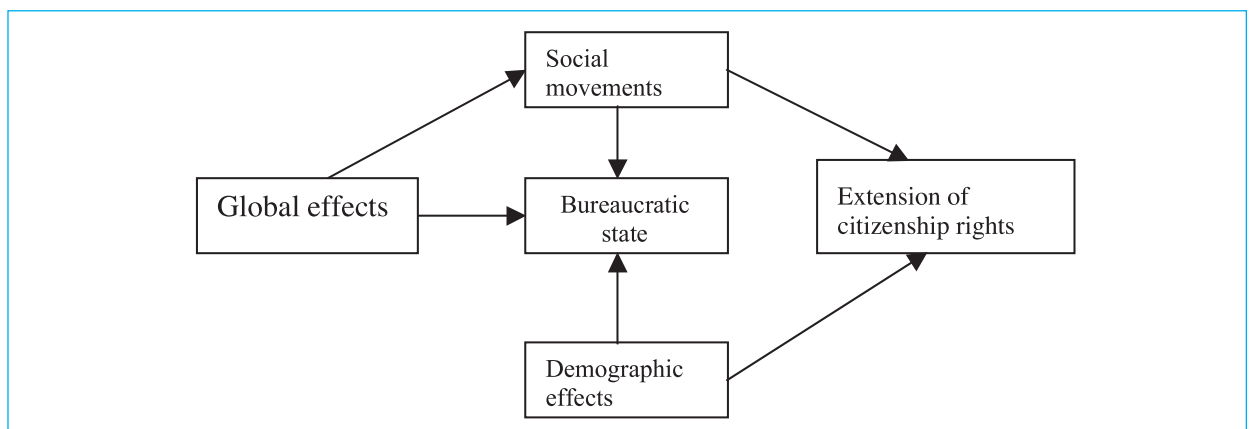 Social
movements
Global effects
Bureaucratic
state
Extension of
citizenship rights
Demographic
effects